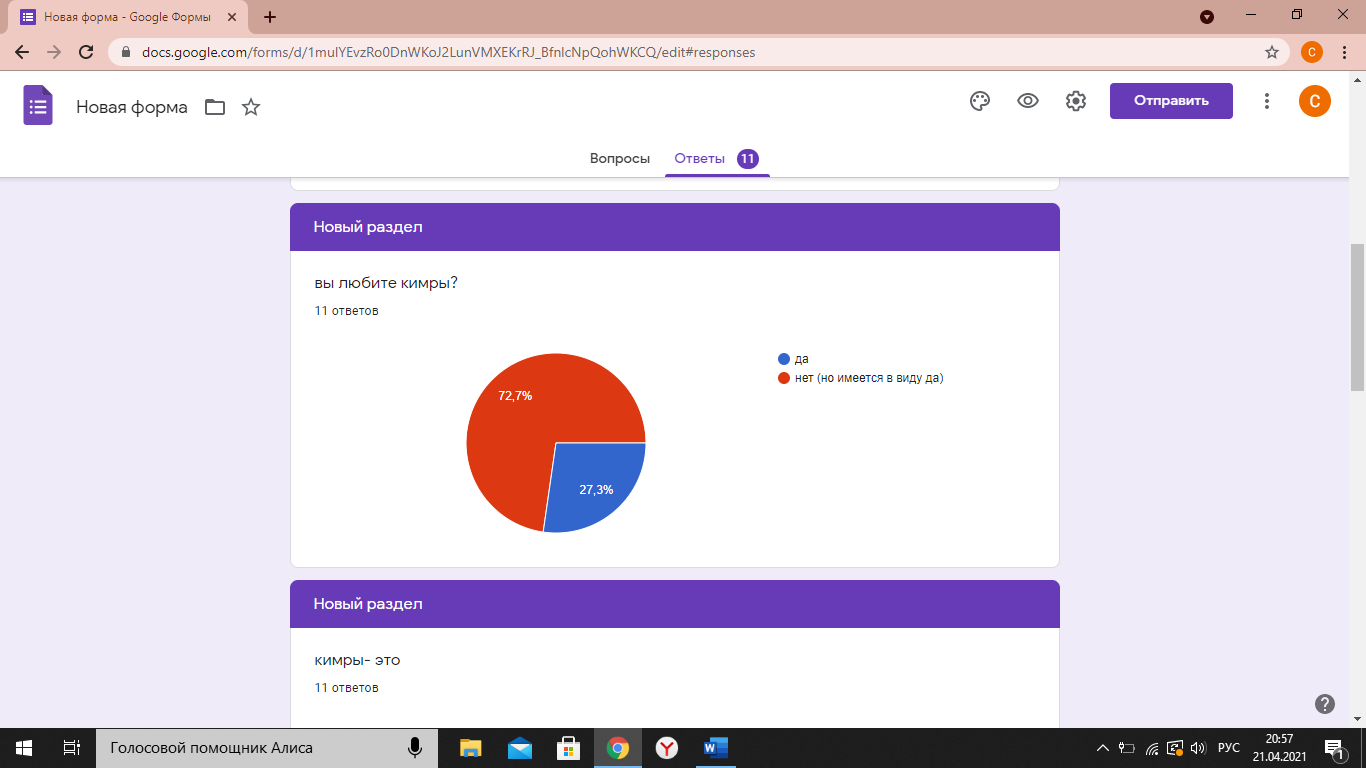 Новая форма - Google Формы
docs.google.com/forms/d/1mulYEvzRo0DnWKoJ2LunVMXEKrRJ_BfnlcNpQohWKCQ/edit#responses
С
Новая форма
Отправить
С
Вопросы
Ответы 11
Новый раздел
вы любите кимры?
11 ответов
да
нет (но имеется в виду да)
72,7%
27,3%
Новый раздел
кимры- это
11 ответов
Голосовой помощник Алиса
РУС
20:57
21.04.2021
1